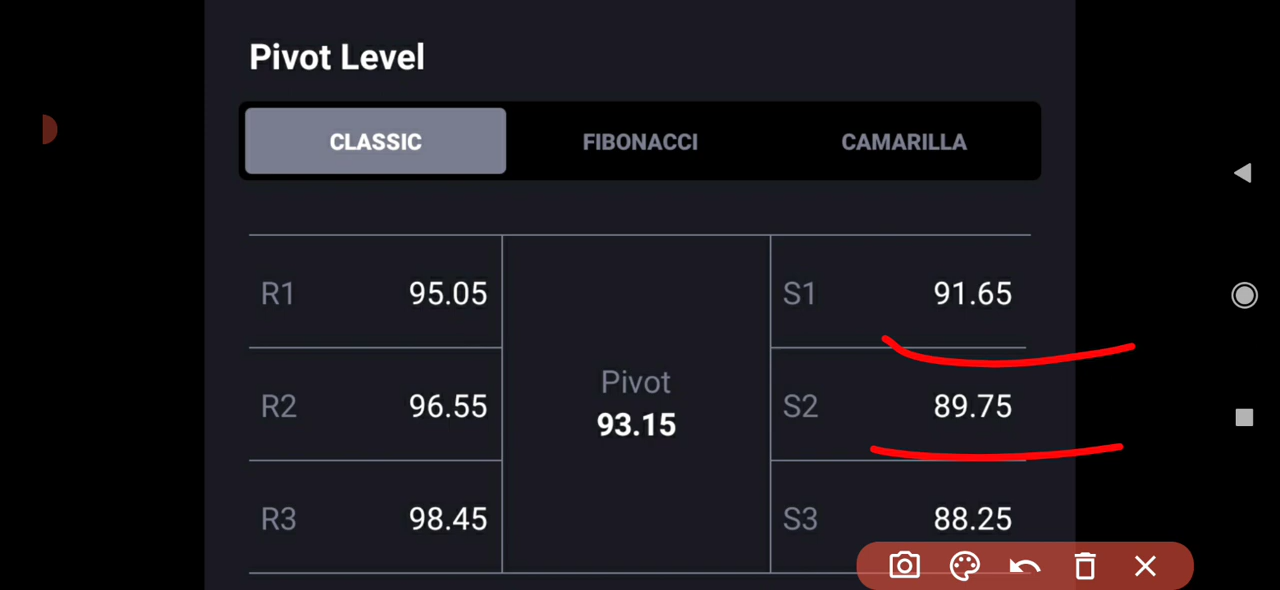 Pivot Level
CLASSIC FIBONACCI CAMARILLA
R1 95.05 S1 91.65
Pivot
R2 96.55 S2 89.75
93.15
R3 98.45 S3 88.25